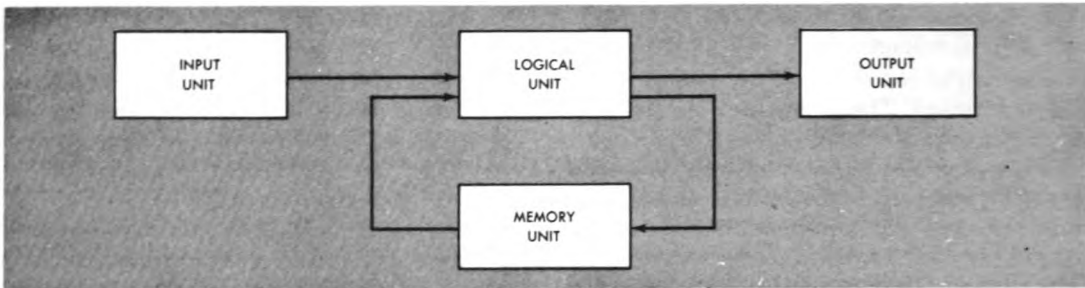 INPUT
UNIT
LOGICAL
UNIT
OUTPUT
UNIT
MEMORY
UNIT